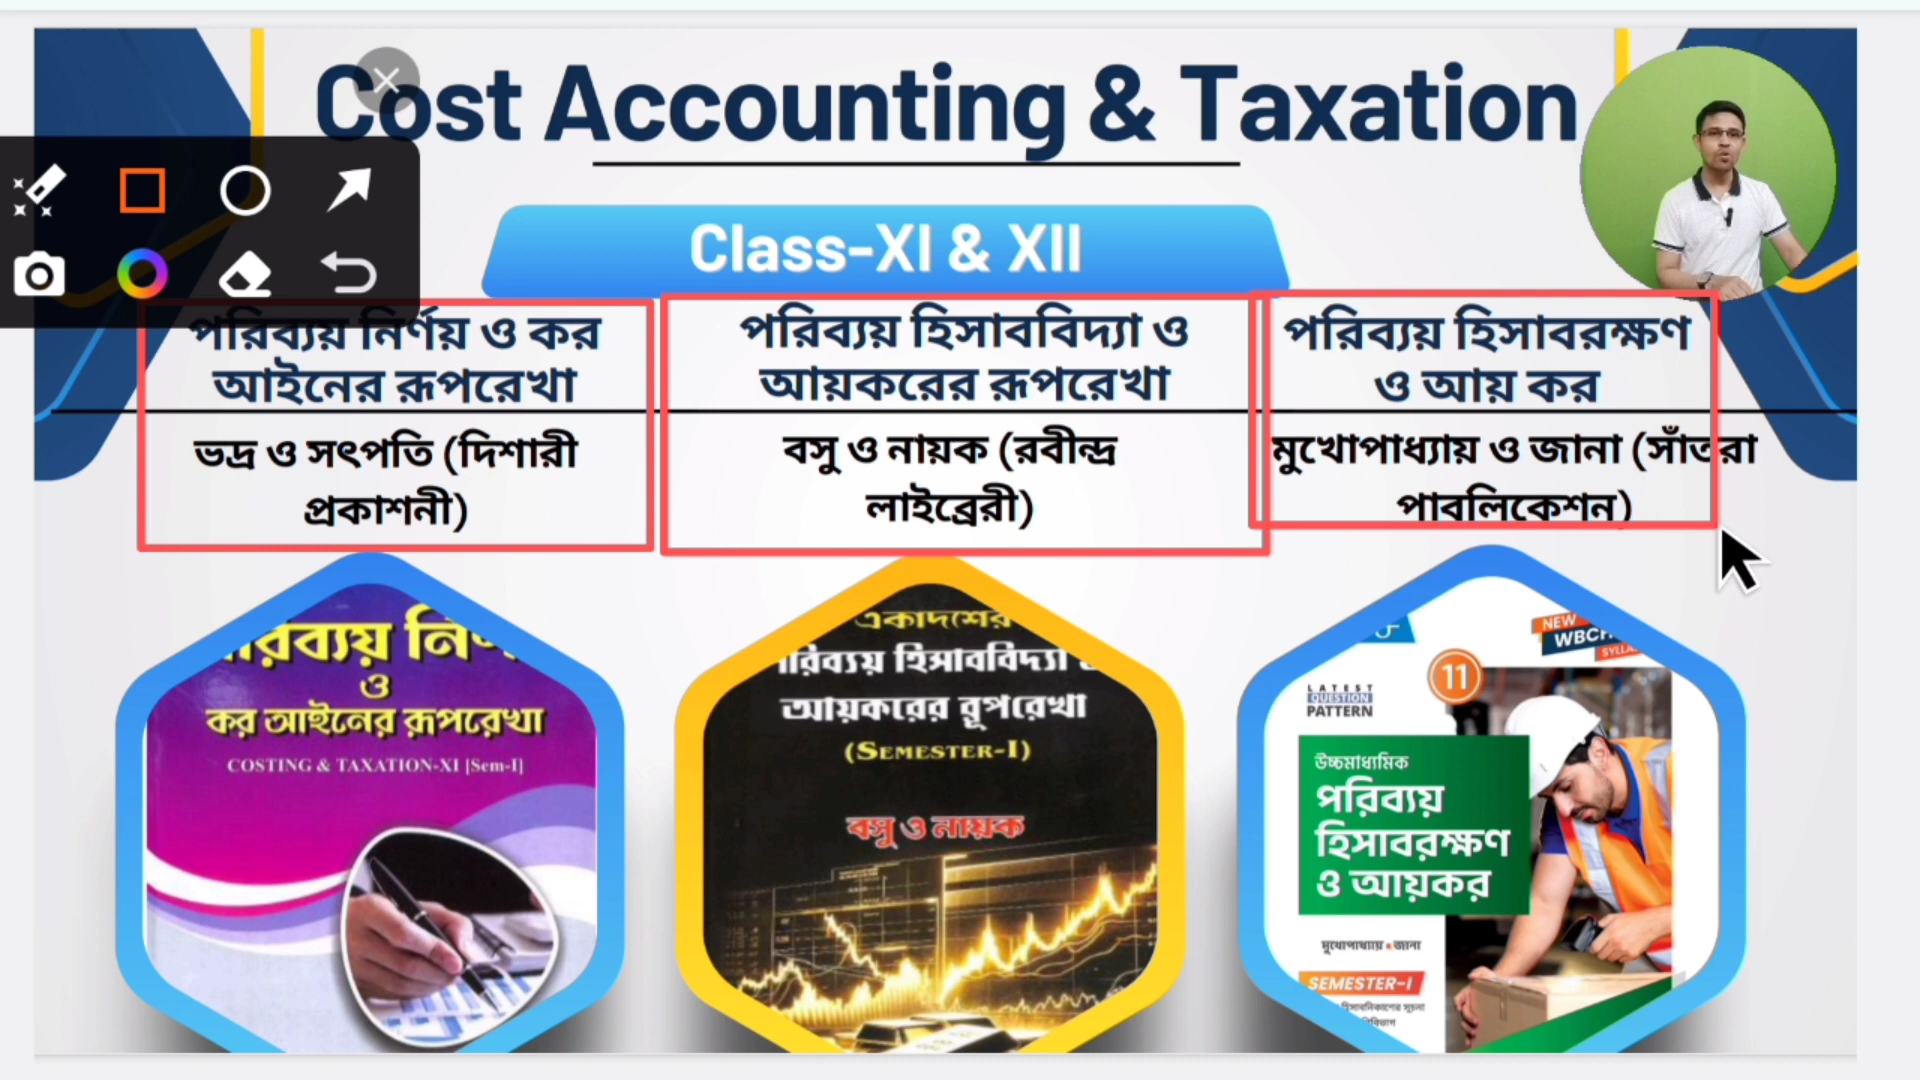 Cost Accounting & Taxation
Class-XI & XII
পরিব্যয় নির্ণয় ও কর
আইনের রূপরেখা
ভদ্র ও সৎপতি (দিশারী
প্রকাশনী)
পরিব্যয় হিসাববিদ্যা ও
আয়করের রূপরেখা
বসু ও নায়ক (রবীন্দ্র
লাইব্রেরী)
পরিব্যয় হিসাবরক্ষণ
ও আয় কর
মুখোপাধ্যায় ও জানা (সাঁতরা
পাবলিকেশন)
ও
কর আইনের রূপরেখা
COSTING & TAXATION-XI [Sem-I]
একাদশের
হিসাববিদ্যা
আয়করের রূপরেখা
(SEMESTER-I)
বসু ও নায়ক
NEW
11
LATEST
QUESTION
PATTERN
উচ্চমাধ্যমিক
পরিব্যয়
হিসাবরক্ষণ
ও আয়কর
মুখোপাধ্যায় • জানা
SEMESTER-I